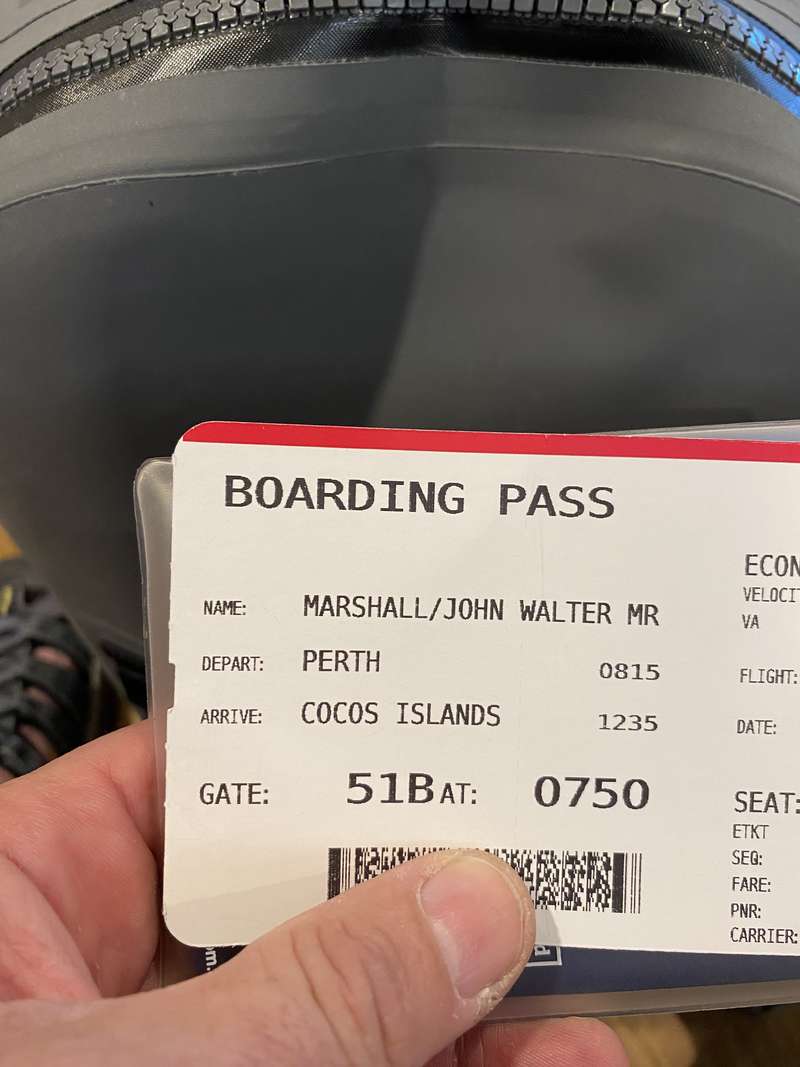 BOARDING PASS
ECON
VELOCIT
VA
NAME: MARSHALL/JOHN WALTER MR
DEPART: PERTH 0815
FLIGHT:
ARRIVE: COCOS ISLANDS 1235
DATE:
GATE: 51B AT: 0750
SEAT:
ETKT
SEQ:
FARE:
PNR:
CARRIER: